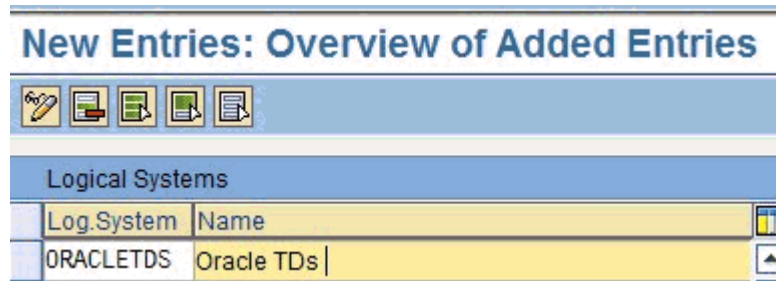 New Entries: Overview of Added Entries
Logical Systems
Log.System Name
ORACLETDS Oracle TDs